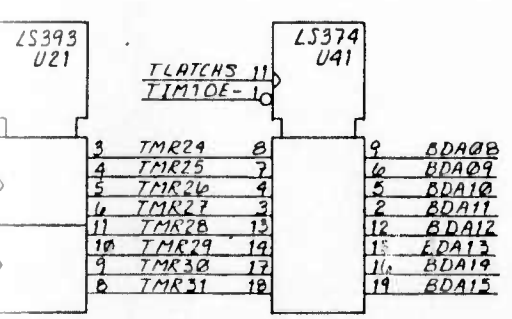 LS393
U21
LS374
U41
TLATCHS 11
TIM1OE- 1
3 TMR24 8 9 BDA08
4 TMR25 7 6 BDA09
5 TMR26 4 5 BDA10
6 TMR27 3 2 BDA11
11 TMR28 13 12 BDA12
10 TMR29 14 15 BDA13
9 TMR30 17 16 BDA14
8 TMR31 18 19 BDA15